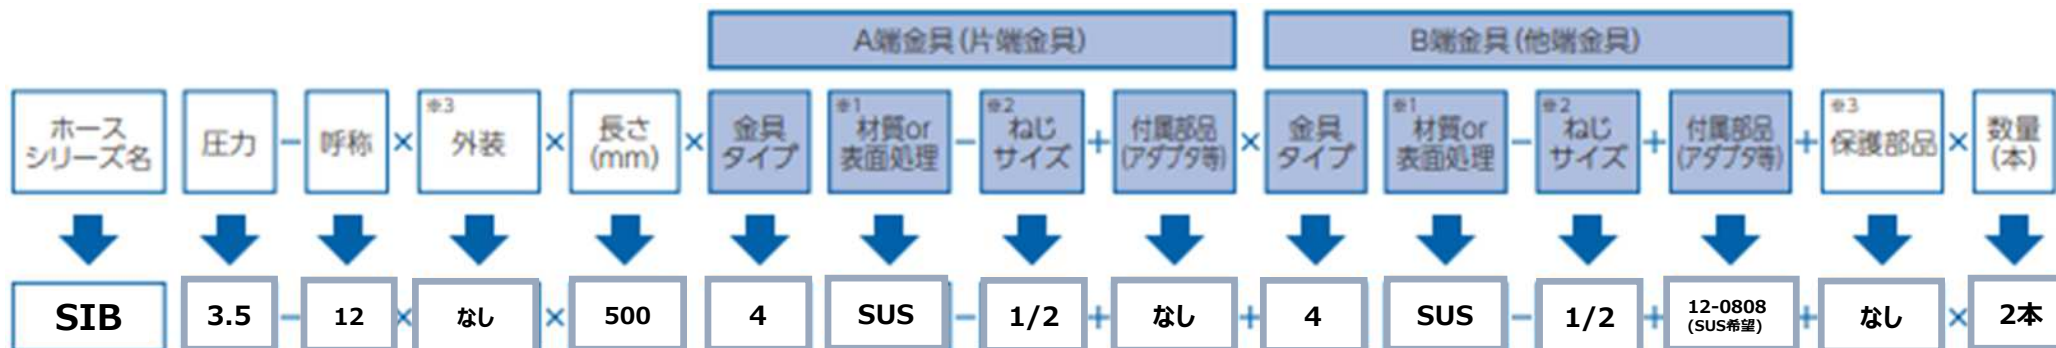 A端金具(片端金具)
B端金具(他端金具)
ホース
シリーズ名
圧力
－
呼称
×
※3
外装
×
長さ
(mm)
×
金具
タイプ
※1
材質or
表面処理
－
※2
ねじ
サイズ
＋
付属部品
(アダプタ等)
×
金具
タイプ
※1
材質or
表面処理
－
※2
ねじ
サイズ
＋
付属部品
(アダプタ等)
＋
※3
保護部品
×
数量
(本)
SIB
3.5
－
12
×
なし
×
500
4
SUS
－
1/2
＋
なし
＋
4
SUS
－
1/2
＋
12-0808
(SUS希望)
＋
なし
×
2本